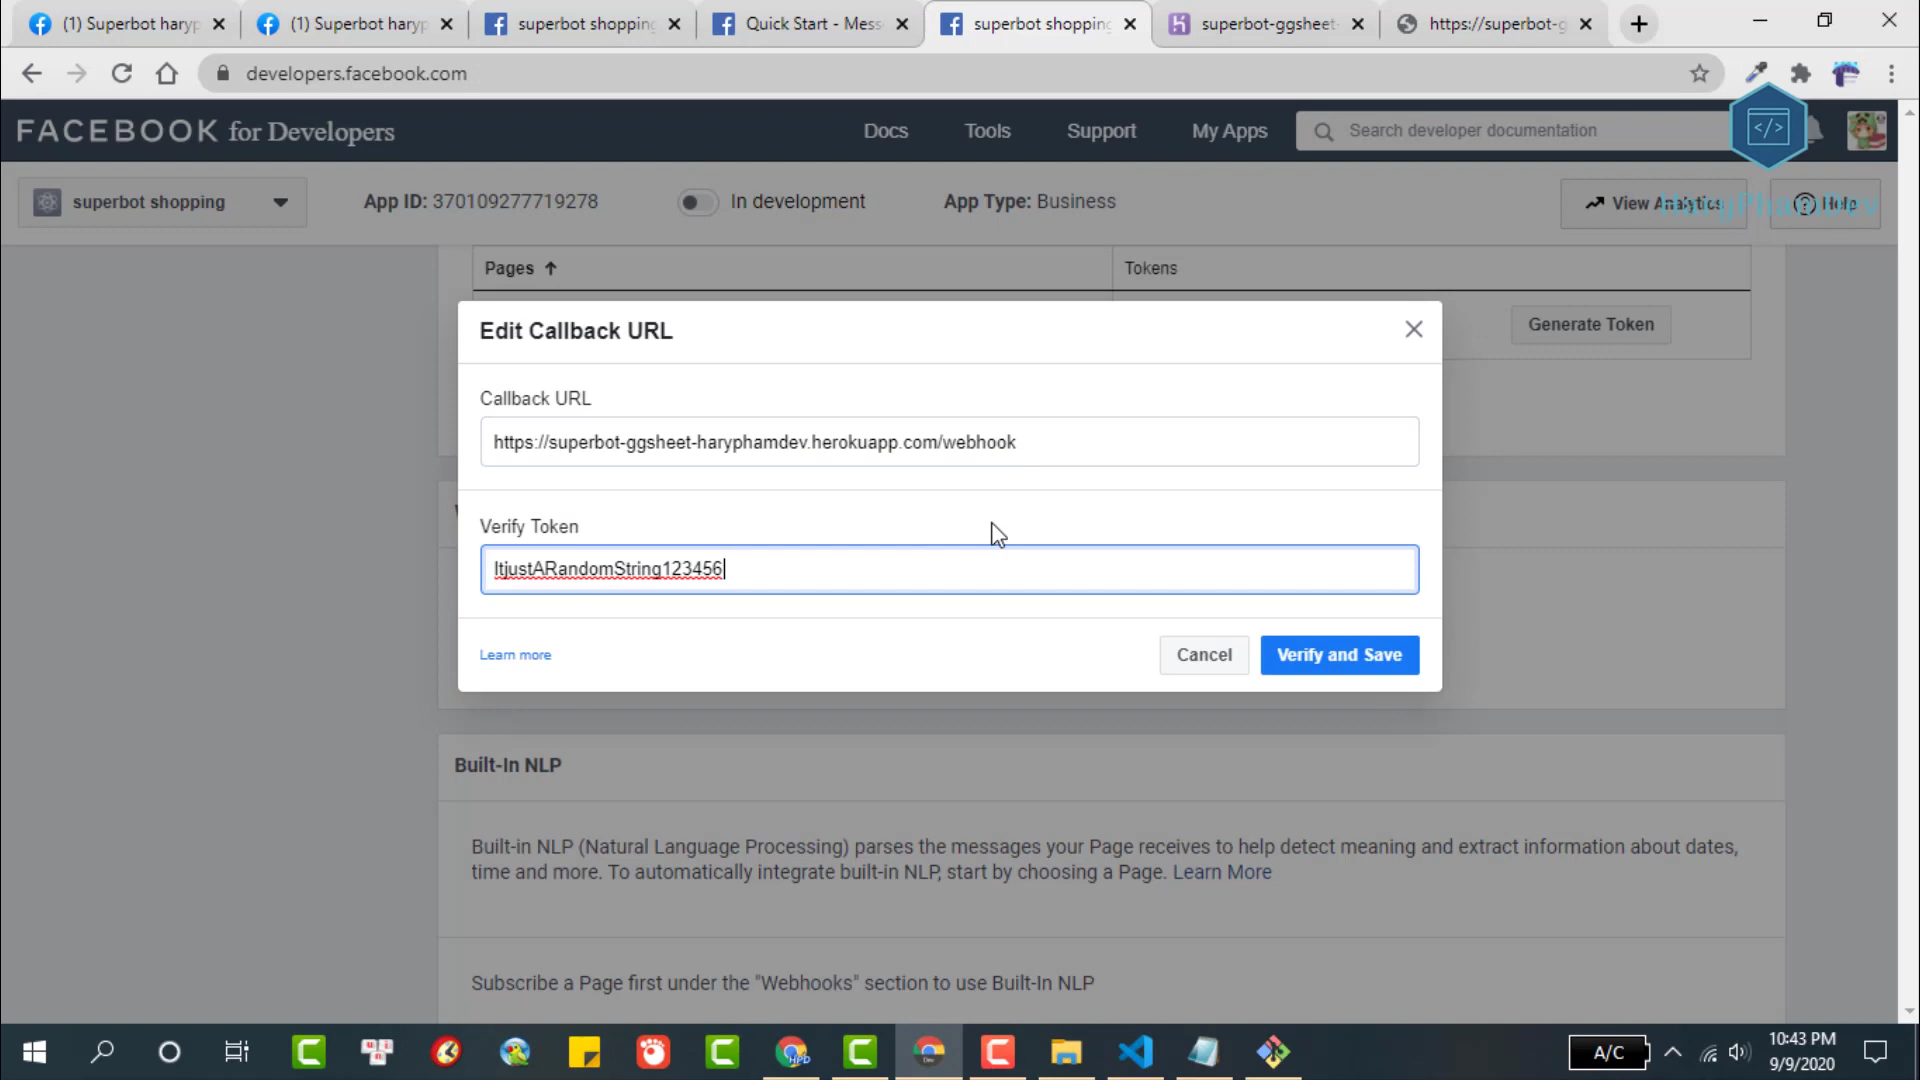 (1) Superbot haryp
(1) Superbot haryp
superbot shopping
Quick Start - Mess
superbot shopping
superbot-ggsheet-
https://superbot-g
developers.facebook.com
FACEBOOK for Developers
Docs
Tools
Support
My Apps
Search developer documentation
superbot shopping
App ID: 370109277719278
In development
App Type: Business
View Analytics
Help
HaryPhamDev
Pages
Tokens
Generate Token
Edit Callback URL
Callback URL
https://superbot-ggsheet-haryphamdev.herokuapp.com/webhook
Verify Token
ItjustARandomString123456
Learn more
Cancel
Verify and Save
Built-In NLP
Built-in NLP (Natural Language Processing) parses the messages your Page receives to help detect meaning and extract information about dates,
time and more. To automatically integrate built-in NLP, start by choosing a Page. Learn More
Subscribe a Page first under the "Webhooks" section to use Built-In NLP
A/C
10:43 PM
9/9/2020